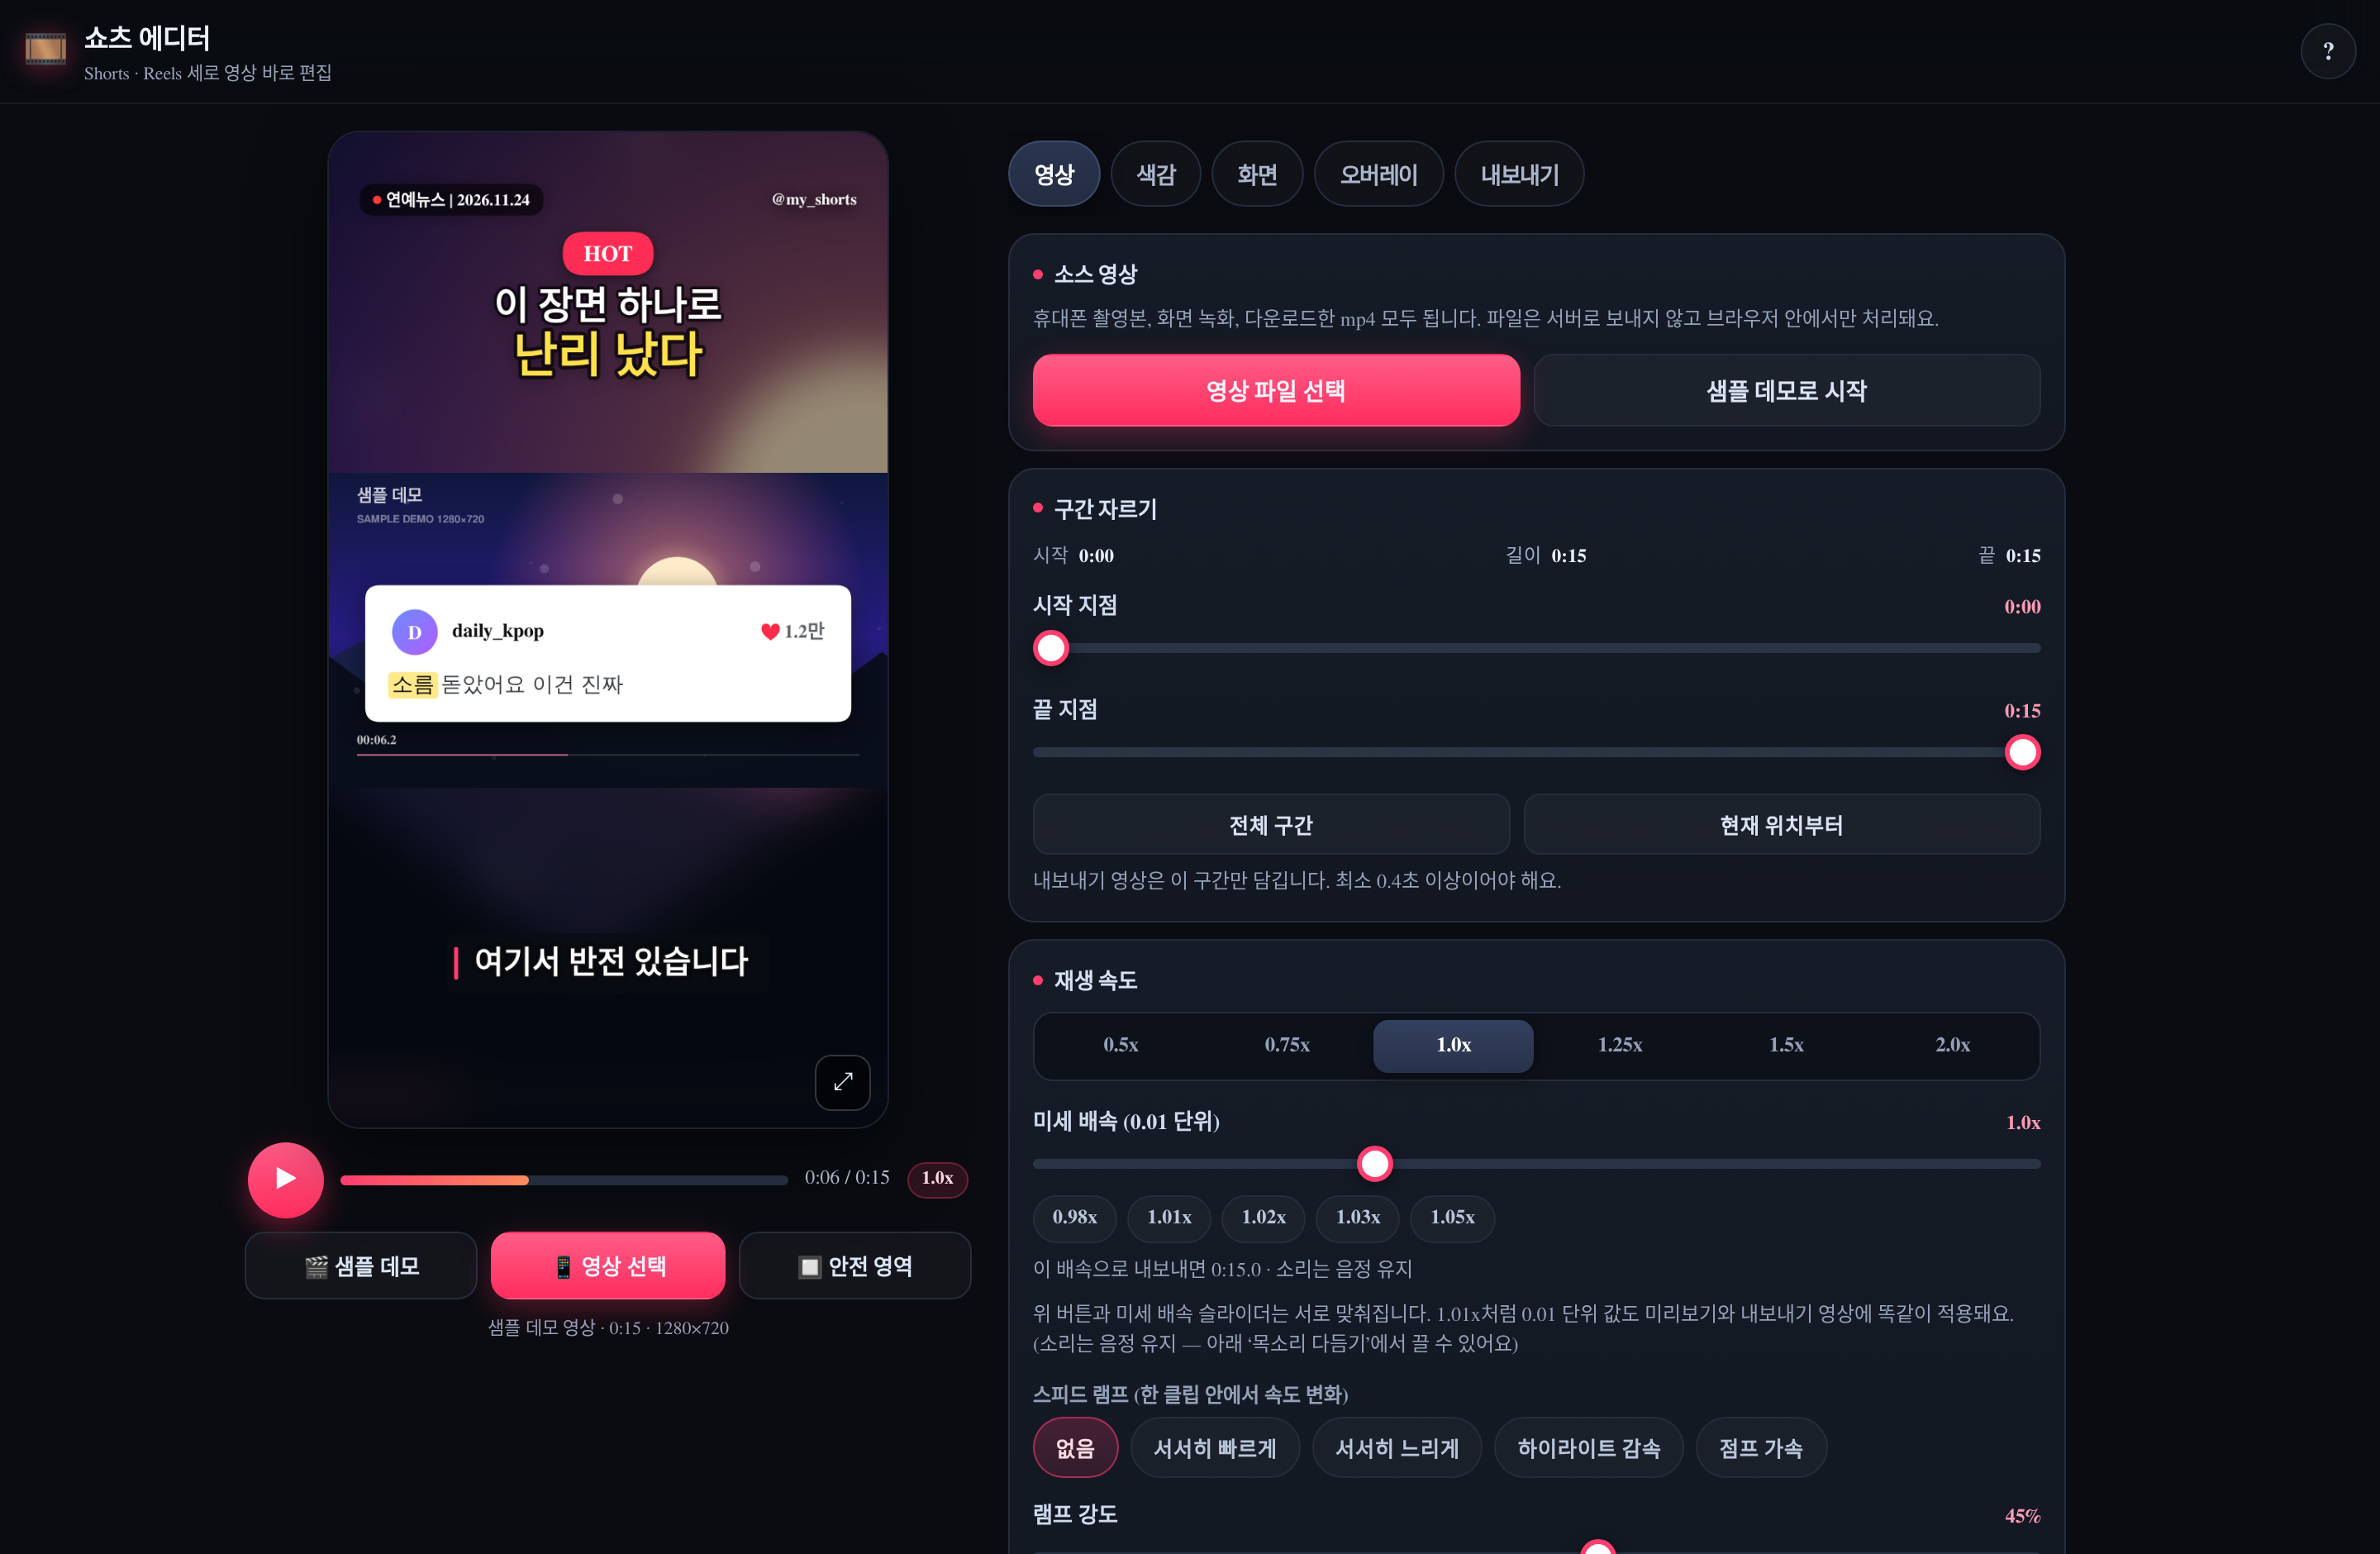 쇼츠 에디터
Shorts · Reels 세로 영상 바로 편집
?
연예뉴스 | 2026.11.24
@my_shorts
HOT
이 장면 하나로
난리 났다
샘플 데모
SAMPLE DEMO 1280×720
D
daily_kpop
1.2만
소름 돋았어요 이건 진짜
00:06.2
여기서 반전 있습니다
0:06 / 0:15
1.0x
샘플 데모
영상 선택
안전 영역
샘플 데모 영상 · 0:15 · 1280×720
영상
색감
화면
오버레이
내보내기
소스 영상
휴대폰 촬영본, 화면 녹화, 다운로드한 mp4 모두 됩니다. 파일은 서버로 보내지 않고 브라우저 안에서만 처리돼요.
영상 파일 선택
샘플 데모로 시작
구간 자르기
시작 0:00
길이 0:15
끝 0:15
시작 지점
0:00
끝 지점
0:15
전체 구간
현재 위치부터
내보내기 영상은 이 구간만 담깁니다. 최소 0.4초 이상이어야 해요.
재생 속도
0.5x
0.75x
1.0x
1.25x
1.5x
2.0x
미세 배속 (0.01 단위)
1.0x
0.98x
1.01x
1.02x
1.03x
1.05x
이 배속으로 내보내면 0:15.0 · 소리는 음정 유지
위 버튼과 미세 배속 슬라이더는 서로 맞춰집니다. 1.01x처럼 0.01 단위 값도 미리보기와 내보내기 영상에 똑같이 적용돼요.
(소리는 음정 유지 — 아래 ‘목소리 다듬기’에서 끌 수 있어요)
스피드 램프 (한 클립 안에서 속도 변화)
없음
서서히 빠르게
서서히 느리게
하이라이트 감속
점프 가속
램프 강도
45%